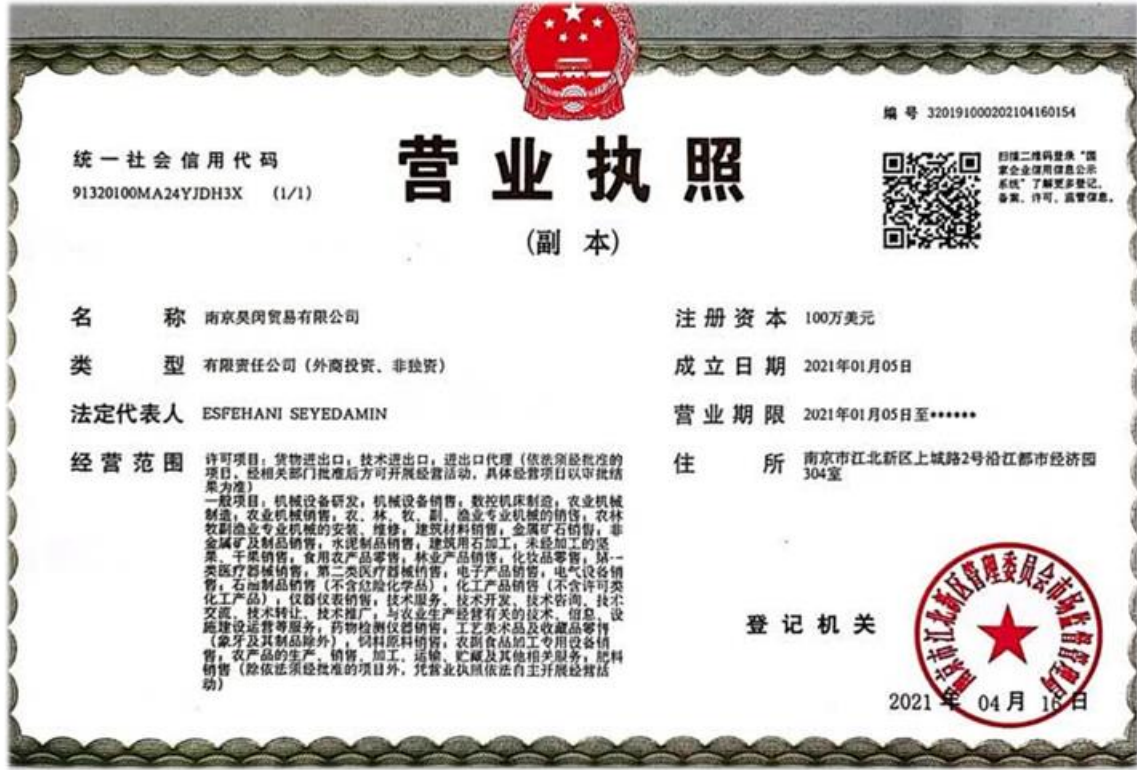 编 号 320191000202104160154
统一社会信用代码
91320100MA24YJDH3X (1/1)
营业执照
(副 本)
扫描二维码登录“国
家企业信用信息公示
系统”了解更多登记、
备案、许可、监管信息。
名 称 南京昊闵贸易有限公司
类 型 有限责任公司(外商投资、非独资)
法定代表人 ESFEHANI SEYEDAMIN
经营范围 许可项目:货物进出口;技术进出口;进出口代理(依法须经批准的
项目,经相关部门批准后方可开展经营活动,具体经营项目以审批结
果为准)
一般项目:机械设备研发;机械设备销售;数控机床制造;农业机械
制造;农业机械销售;农、林、牧、副、渔业专业机械的销售;农林
牧副渔业专业机械的安装、维修;建筑材料销售;金属矿石销售;非
金属矿及制品销售;水泥制品销售;建筑用石加工;未经加工的坚
果、干果销售;食用农产品零售;林业产品销售;化妆品零售;第一
类医疗器械销售;第二类医疗器械销售;电子产品销售;电气设备销
售;石油制品销售(不含危险化学品);化工产品销售(不含许可类
化工产品);仪器仪表销售;技术服务、技术开发、技术咨询、技术
交流、技术转让、技术推广;与农业生产经营有关的技术、信息、设
施建设运营等服务;药物检测仪器销售;工艺美术品及收藏品零售
(象牙及其制品除外);饲料原料销售;农副食品加工专用设备销
售;农产品的生产、销售、加工、运输、贮藏及其他相关服务;肥料
销售(除依法须经批准的项目外,凭营业执照依法自主开展经营活
动)
注册资本 100万美元
成立日期 2021年01月05日
营业期限 2021年01月05日至******
住 所 南京市江北新区上城路2号沿江都市经济园
304室
登记机关
南京市江北新区管理委员会市场监督管理局
2021 年 04 月 16 日